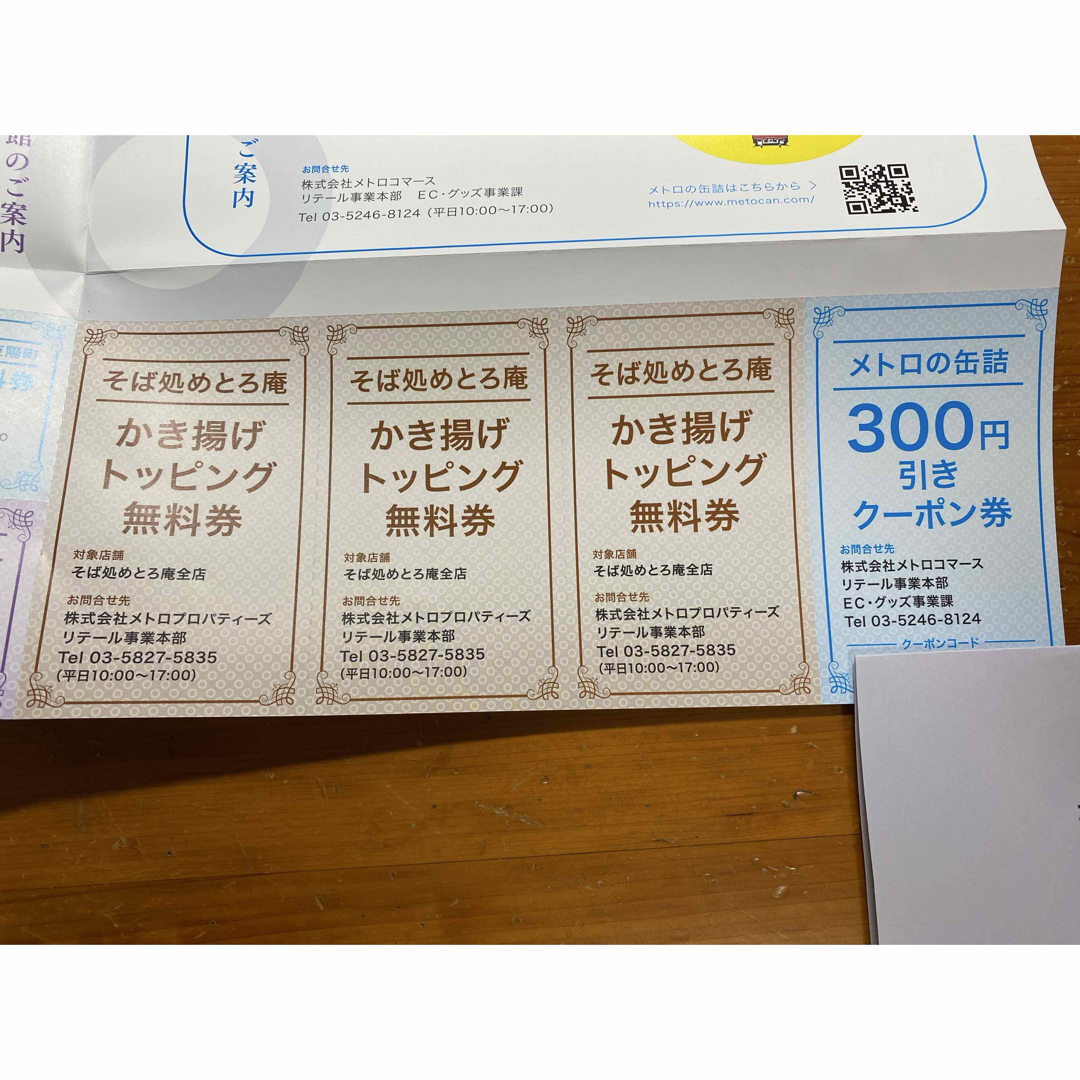 館のご案内
ご案内
お問合せ先
株式会社メトロコマース
リテール事業本部 EC・グッズ事業課
Tel 03-5246-8124（平日10:00〜17:00）
メトロの缶詰はこちらから
https://www.metocan.com/
陽町
券
。
そば処めとろ庵
かき揚げ
トッピング
無料券
対象店舗
そば処めとろ庵全店
お問合せ先
株式会社メトロプロパティーズ
リテール事業本部
Tel 03-5827-5835
（平日10:00〜17:00）
そば処めとろ庵
かき揚げ
トッピング
無料券
対象店舗
そば処めとろ庵全店
お問合せ先
株式会社メトロプロパティーズ
リテール事業本部
Tel 03-5827-5835
（平日10:00〜17:00）
そば処めとろ庵
かき揚げ
トッピング
無料券
対象店舗
そば処めとろ庵全店
お問合せ先
株式会社メトロプロパティーズ
リテール事業本部
Tel 03-5827-5835
（平日10:00〜17:00）
メトロの缶詰
300円
引き
クーポン券
お問合せ先
株式会社メトロコマース
リテール事業本部
EC・グッズ事業課
Tel 03-5246-8124
クーポンコード